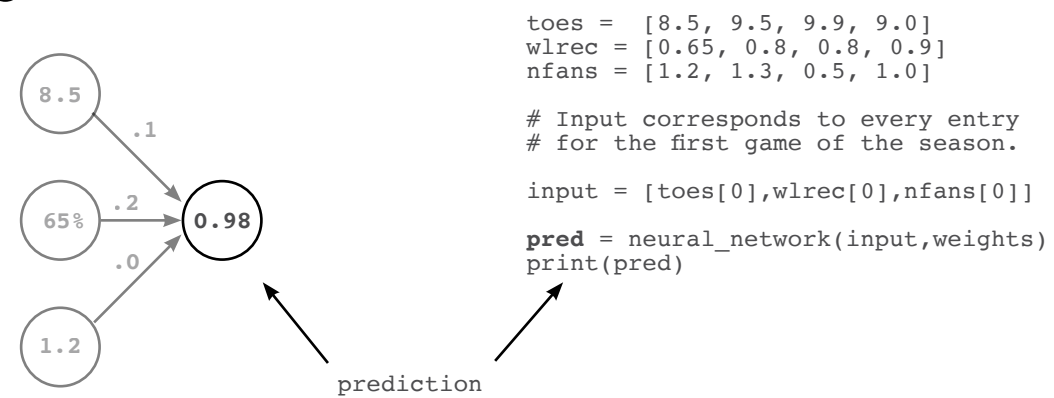 toes =  [8.5, 9.5, 9.9, 9.0]
wlrec = [0.65, 0.8, 0.8, 0.9]
nfans = [1.2, 1.3, 0.5, 1.0]
# Input corresponds to every entry
# for the first game of the season.
input = [toes[0],wlrec[0],nfans[0]]
pred = neural_network(input,weights)
print(pred)
8.5
.1
65%
.2
0.98
.0
1.2
prediction